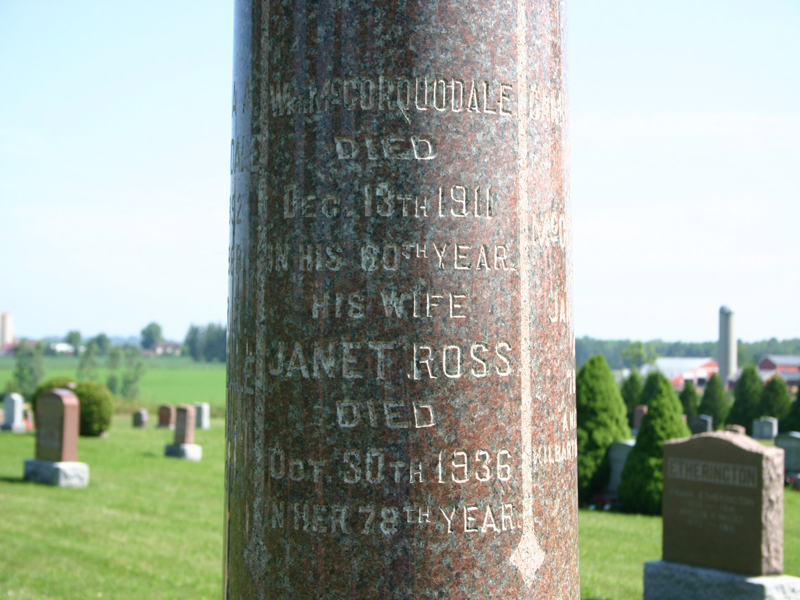 Wm. McCORQUODALE
DIED
DEC. 13TH 1911
IN HIS 60TH YEAR.
HIS WIFE
JANET ROSS
DIED
OCT. 30TH 1936
IN HER 78TH YEAR.
ETHERINGTON